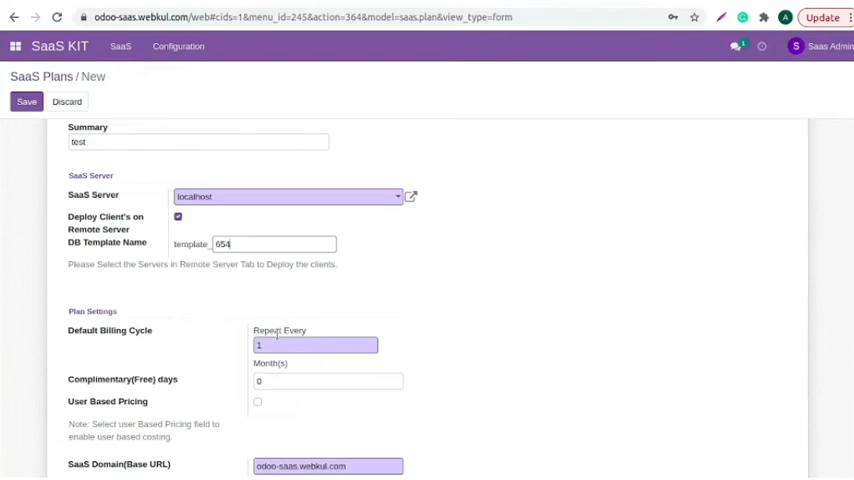 odoo-saas.webkul.com/web#cids=1&menu_id=245&action=364&model=saas.plan&view_type=form
A
Update
SaaS KIT SaaS Configuration
1
S Saas Admin
SaaS Plans / New
Save Discard
Summary
test
SaaS Server
SaaS Server localhost
Deploy Client's on
Remote Server
DB Template Name template_ 654
Please Select the Servers in Remote Server Tab to Deploy the clients.
Plan Settings
Default Billing Cycle Repeat Every
1
Month(s)
Complimentary(Free) days 0
User Based Pricing
Note: Select user Based Pricing field to
enable user based costing.
SaaS Domain(Base URL) odoo-saas.webkul.com